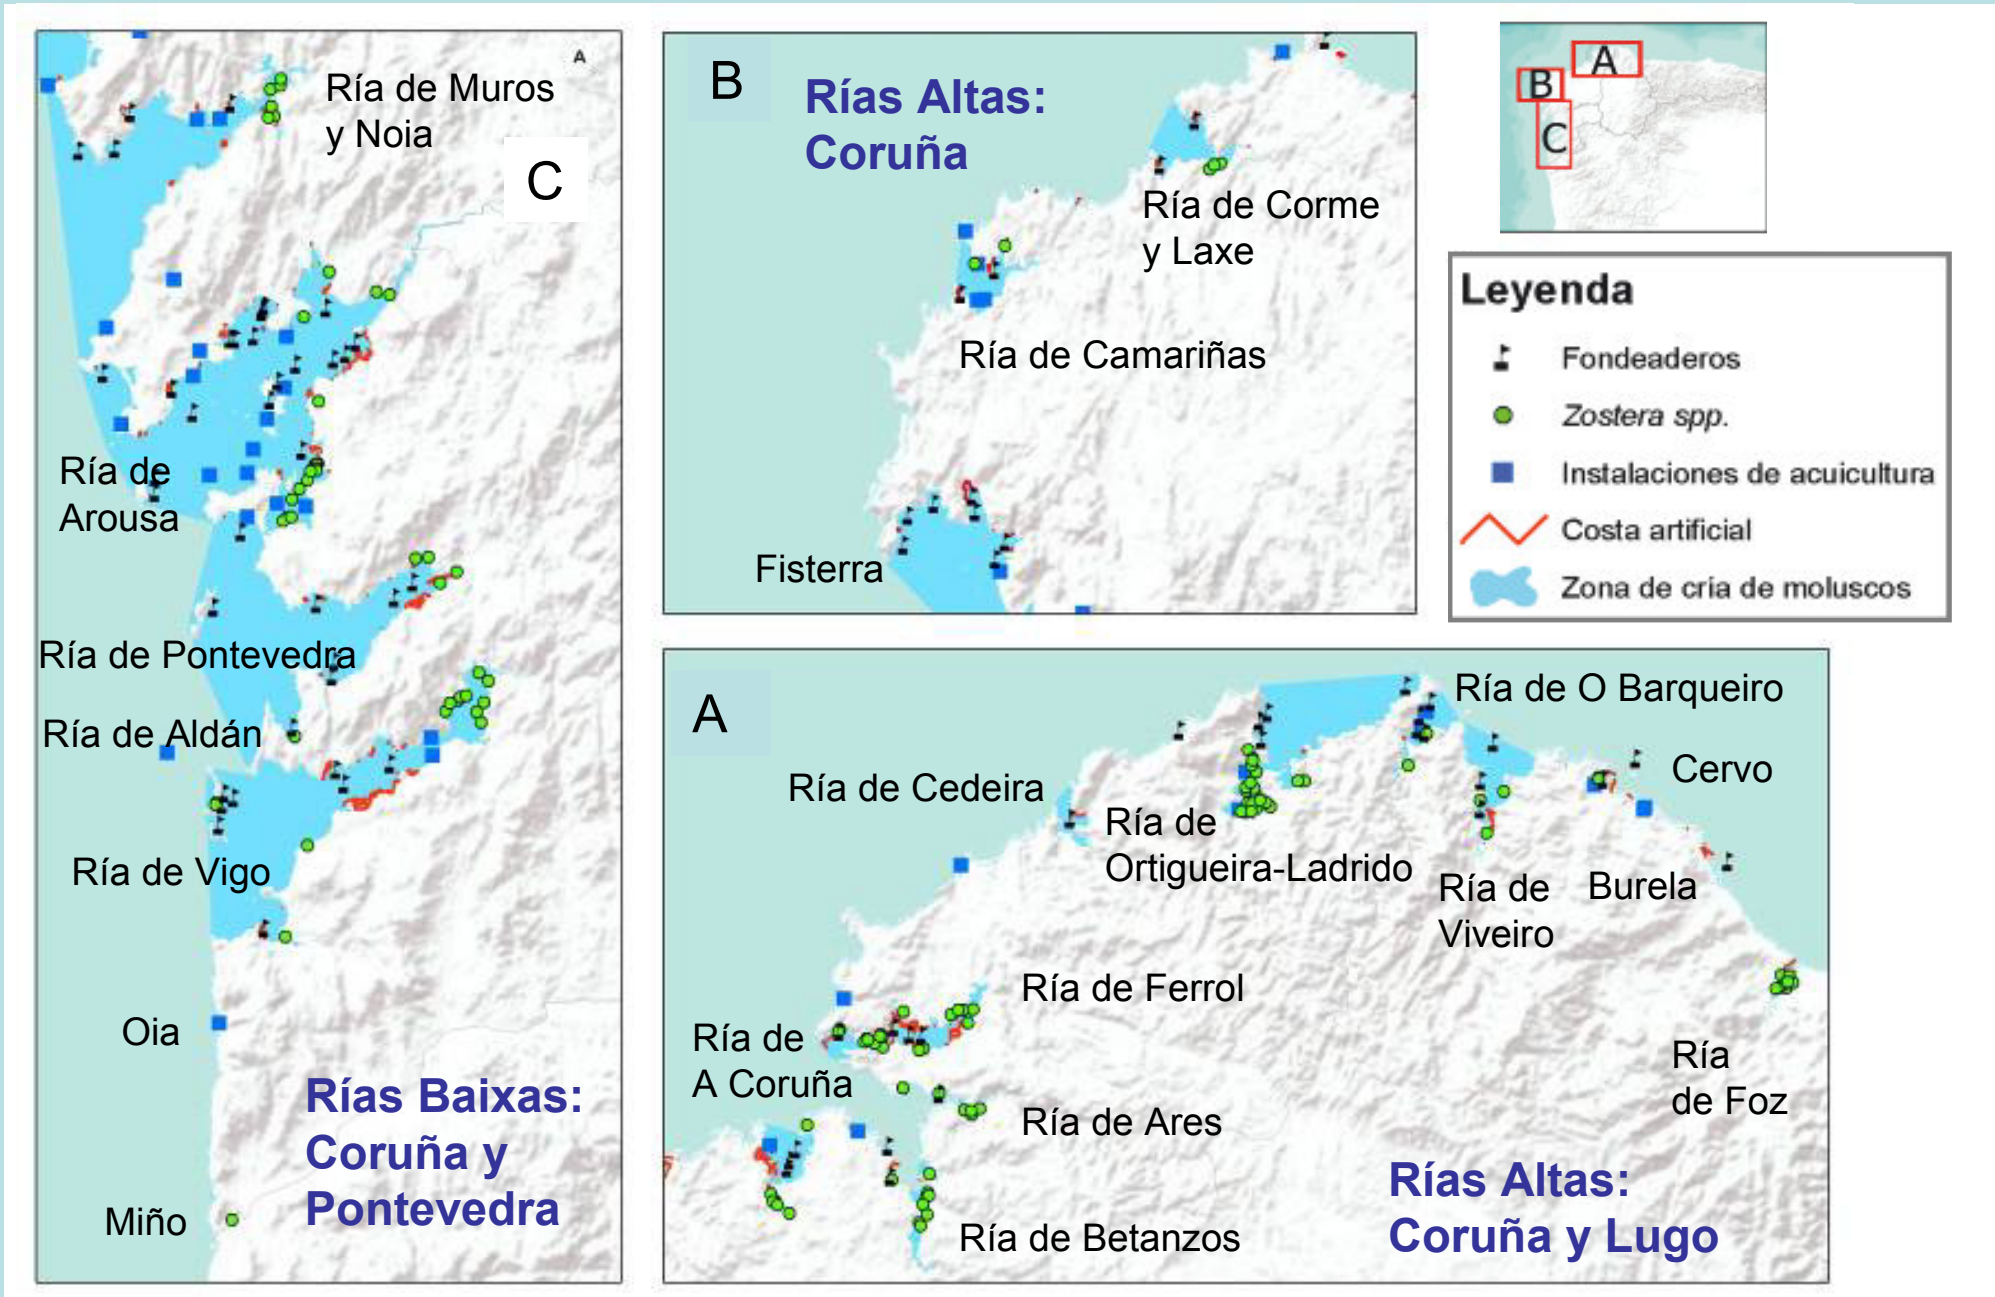 A
Ría de Muros
y Noia
C
Ría de
Arousa
Ría de Pontevedra
Ría de Aldán
Ría de Vigo
Oia
Rías Baixas:
Coruña y
Pontevedra
Miño
B
Rías Altas:
Coruña
Ría de Corme
y Laxe
Ría de Camariñas
Fisterra
A
B
C
Leyenda
Fondeaderos
Zostera spp.
Instalaciones de acuicultura
Costa artificial
Zona de cría de moluscos
A
Ría de O Barqueiro
Cervo
Ría de Cedeira
Ría de
Ortigueira-Ladrido
Ría de
Viveiro
Burela
Ría de Ferrol
Ría de
A Coruña
Ría
de Foz
Ría de Ares
Rías Altas:
Coruña y Lugo
Ría de Betanzos